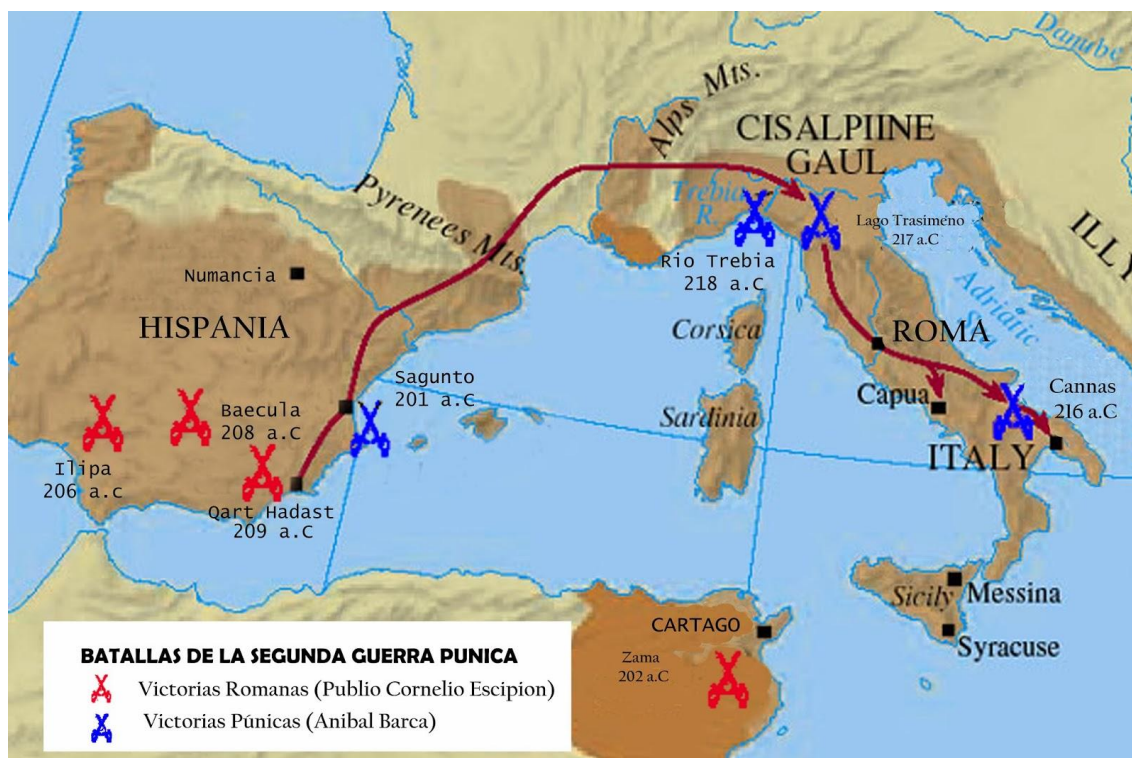 Danube
Alps Mts.
CISALPIINE
GAUL
Pyrenees Mts.
Trebia
R.
Lago Trasimeno
217 a.C
ILLY
Rio Trebia
218 a.C
Numancia
Adriatic
Sea
HISPANIA
Corsica
ROMA
Sagunto
201 a.C
Cannas
216 a.C
Capua
Baecula
208 a.C
Sardinia
ITALY
Ilipa
206 a.c
Qart Hadast
209 a.C
Sicily
Messina
CARTAGO
Syracuse
Zama
202 a.C
BATALLAS DE LA SEGUNDA GUERRA PUNICA
Victorias Romanas (Publio Cornelio Escipion)
Victorias Púnicas (Anibal Barca)